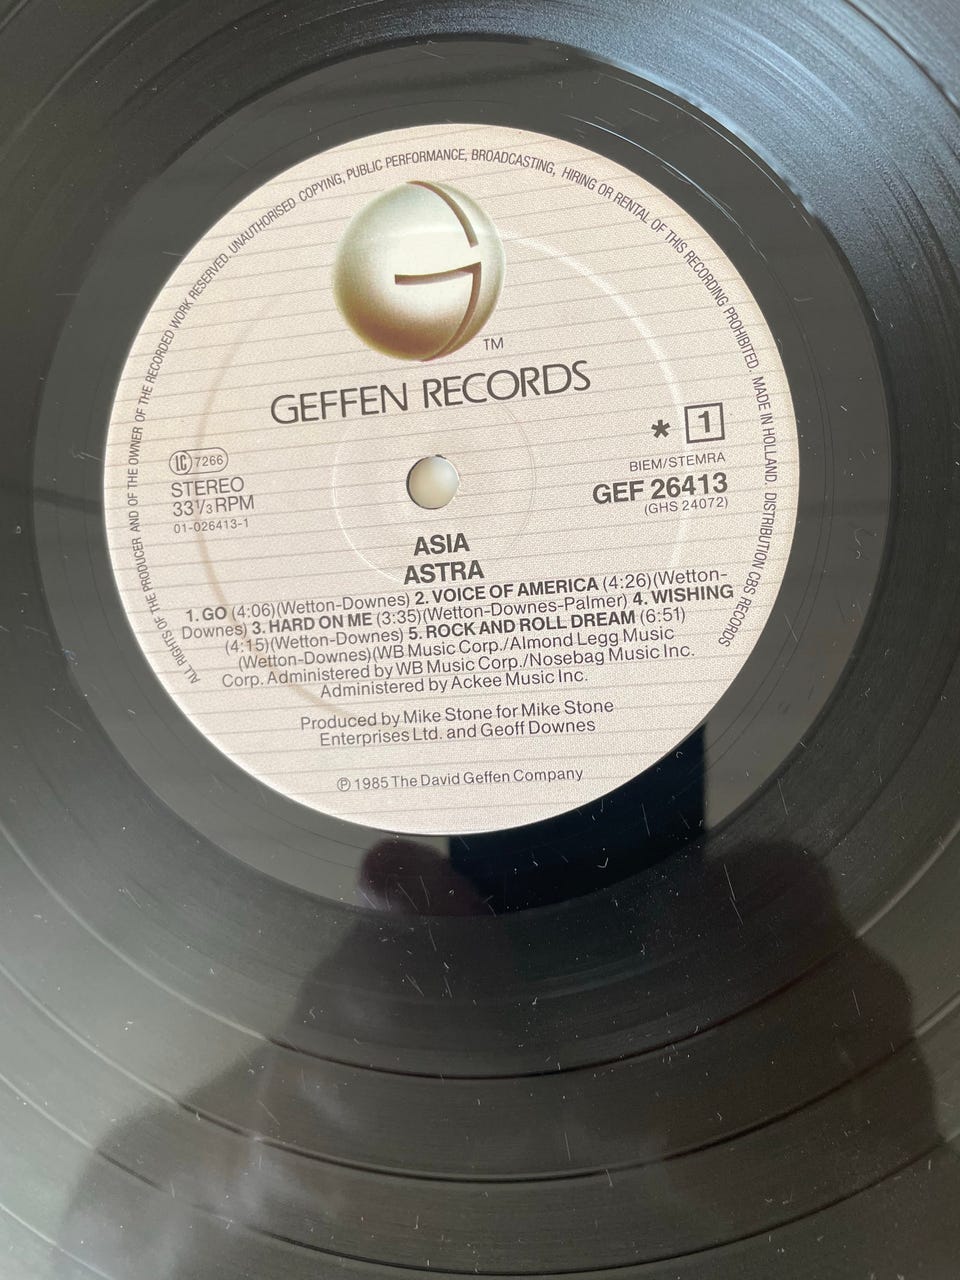 ALL RIGHTS OF THE PRODUCER AND OF THE OWNER OF THE RECORDED WORK RESERVED. UNAUTHORISED COPYING, PUBLIC PERFORMANCE, BROADCASTING, HIRING OR RENTAL OF THIS RECORDING PROHIBITED. MADE IN HOLLAND. DISTRIBUTION CBS RECORDS
G
TM
GEFFEN RECORDS
* 1
LC 7266
BIEM/STEMRA
STEREO
GEF 26413
33 1/3 RPM
(GHS 24072)
01-026413-1
ASIA
ASTRA
1. GO (4:06)(Wetton-Downes) 2. VOICE OF AMERICA (4:26)(Wetton-
Downes) 3. HARD ON ME (3:35)(Wetton-Downes-Palmer) 4. WISHING
(4:15)(Wetton-Downes) 5. ROCK AND ROLL DREAM (6:51)
(Wetton-Downes)(WB Music Corp./Almond Legg Music
Corp. Administered by WB Music Corp./Nosebag Music Inc.
Administered by Ackee Music Inc.
Produced by Mike Stone for Mike Stone
Enterprises Ltd. and Geoff Downes
℗ 1985 The David Geffen Company